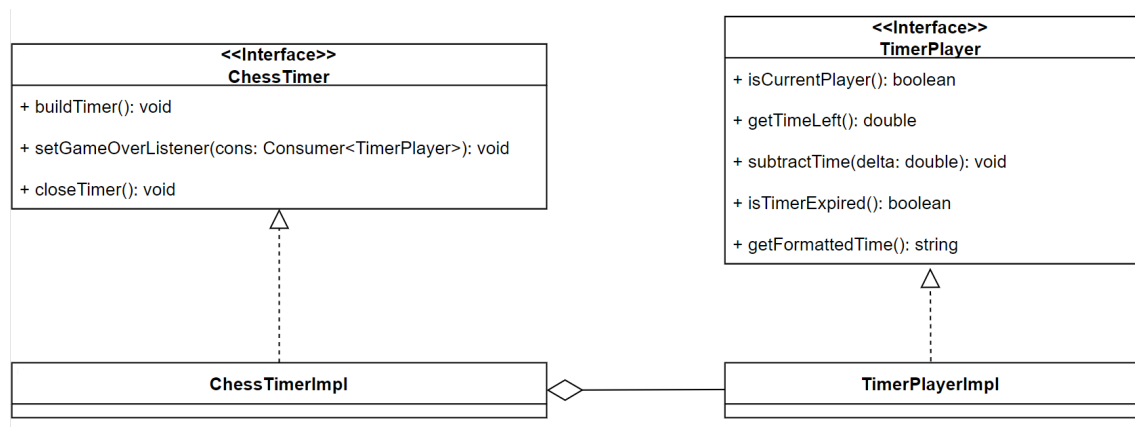 <<Interface>>
ChessTimer
+ buildTimer(): void
+ setGameOverListener(cons: Consumer<TimerPlayer>): void
+ closeTimer(): void
<<Interface>>
TimerPlayer
+ isCurrentPlayer(): boolean
+ getTimeLeft(): double
+ subtractTime(delta: double): void
+ isTimerExpired(): boolean
+ getFormattedTime(): string
ChessTimerImpl
TimerPlayerImpl